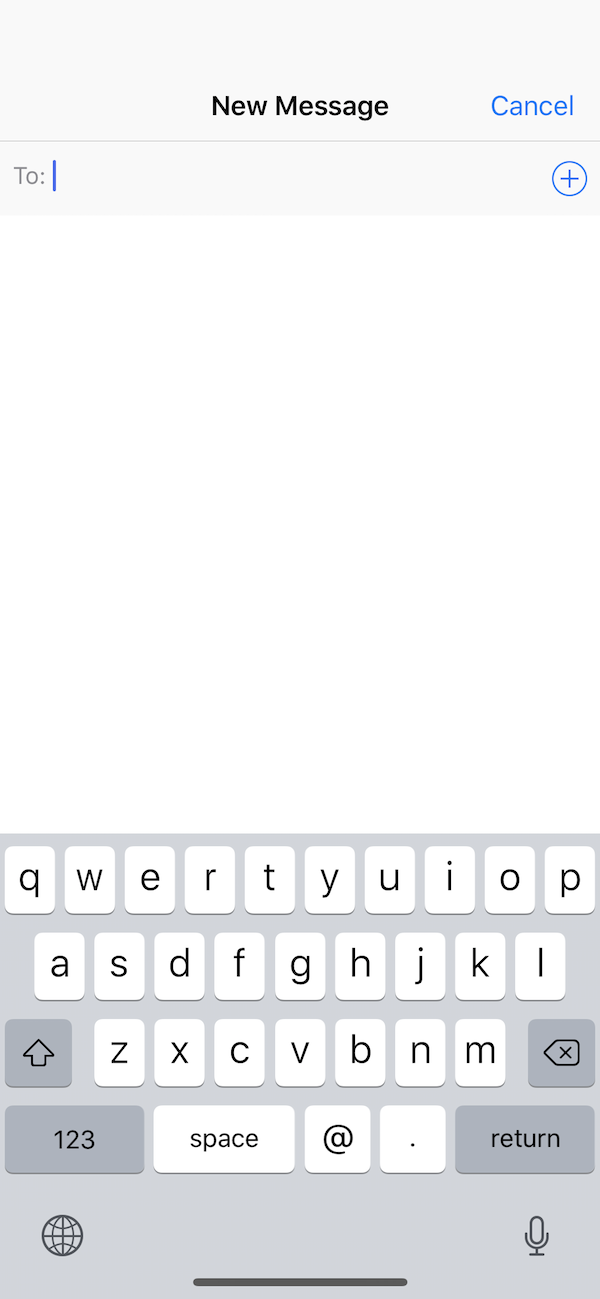 New Message Cancel
To:
q w e r t y u i o p
a s d f g h j k l
z x c v b n m
123 space @ . return